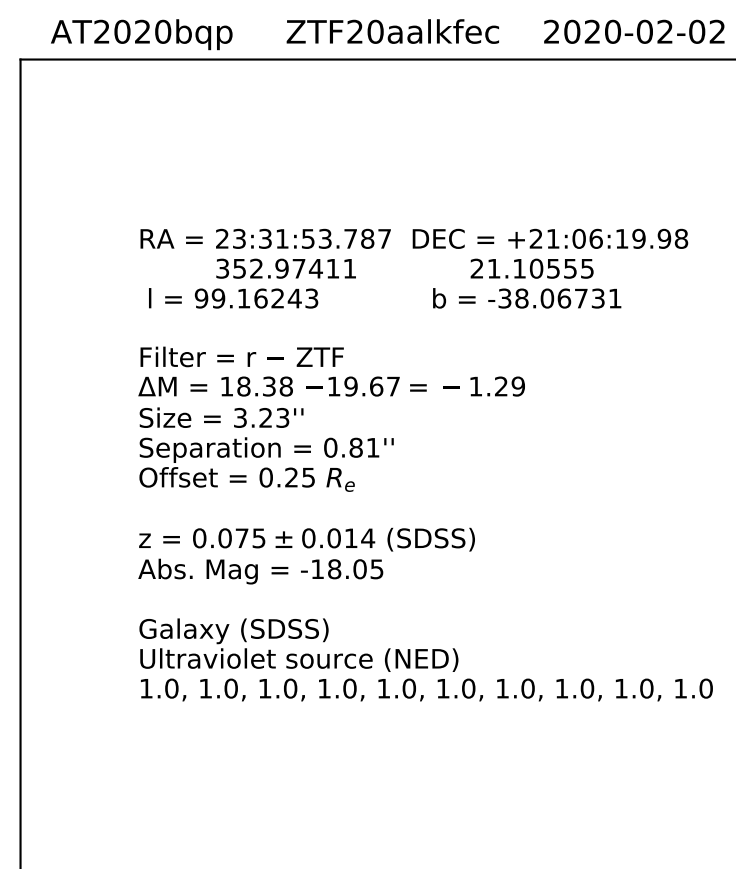 AT2020bqp ZTF20aalkfec 2020-02-02
RA = 23:31:53.787 DEC = +21:06:19.98
352.97411 21.10555
l = 99.16243 b = -38.06731
Filter = r − ZTF
ΔM = 18.38 −19.67 = − 1.29
Size = 3.23''
Separation = 0.81''
Offset = 0.25 Rₑ
z = 0.075 ± 0.014 (SDSS)
Abs. Mag = -18.05
Galaxy (SDSS)
Ultraviolet source (NED)
1.0, 1.0, 1.0, 1.0, 1.0, 1.0, 1.0, 1.0, 1.0, 1.0